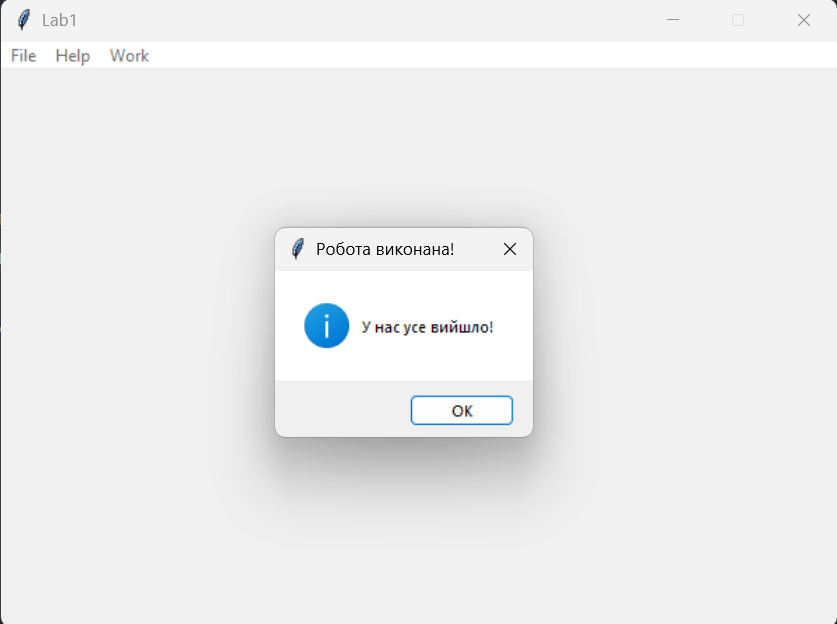 Lab1
File Help Work
Робота виконана!
У нас усе вийшло!
OK